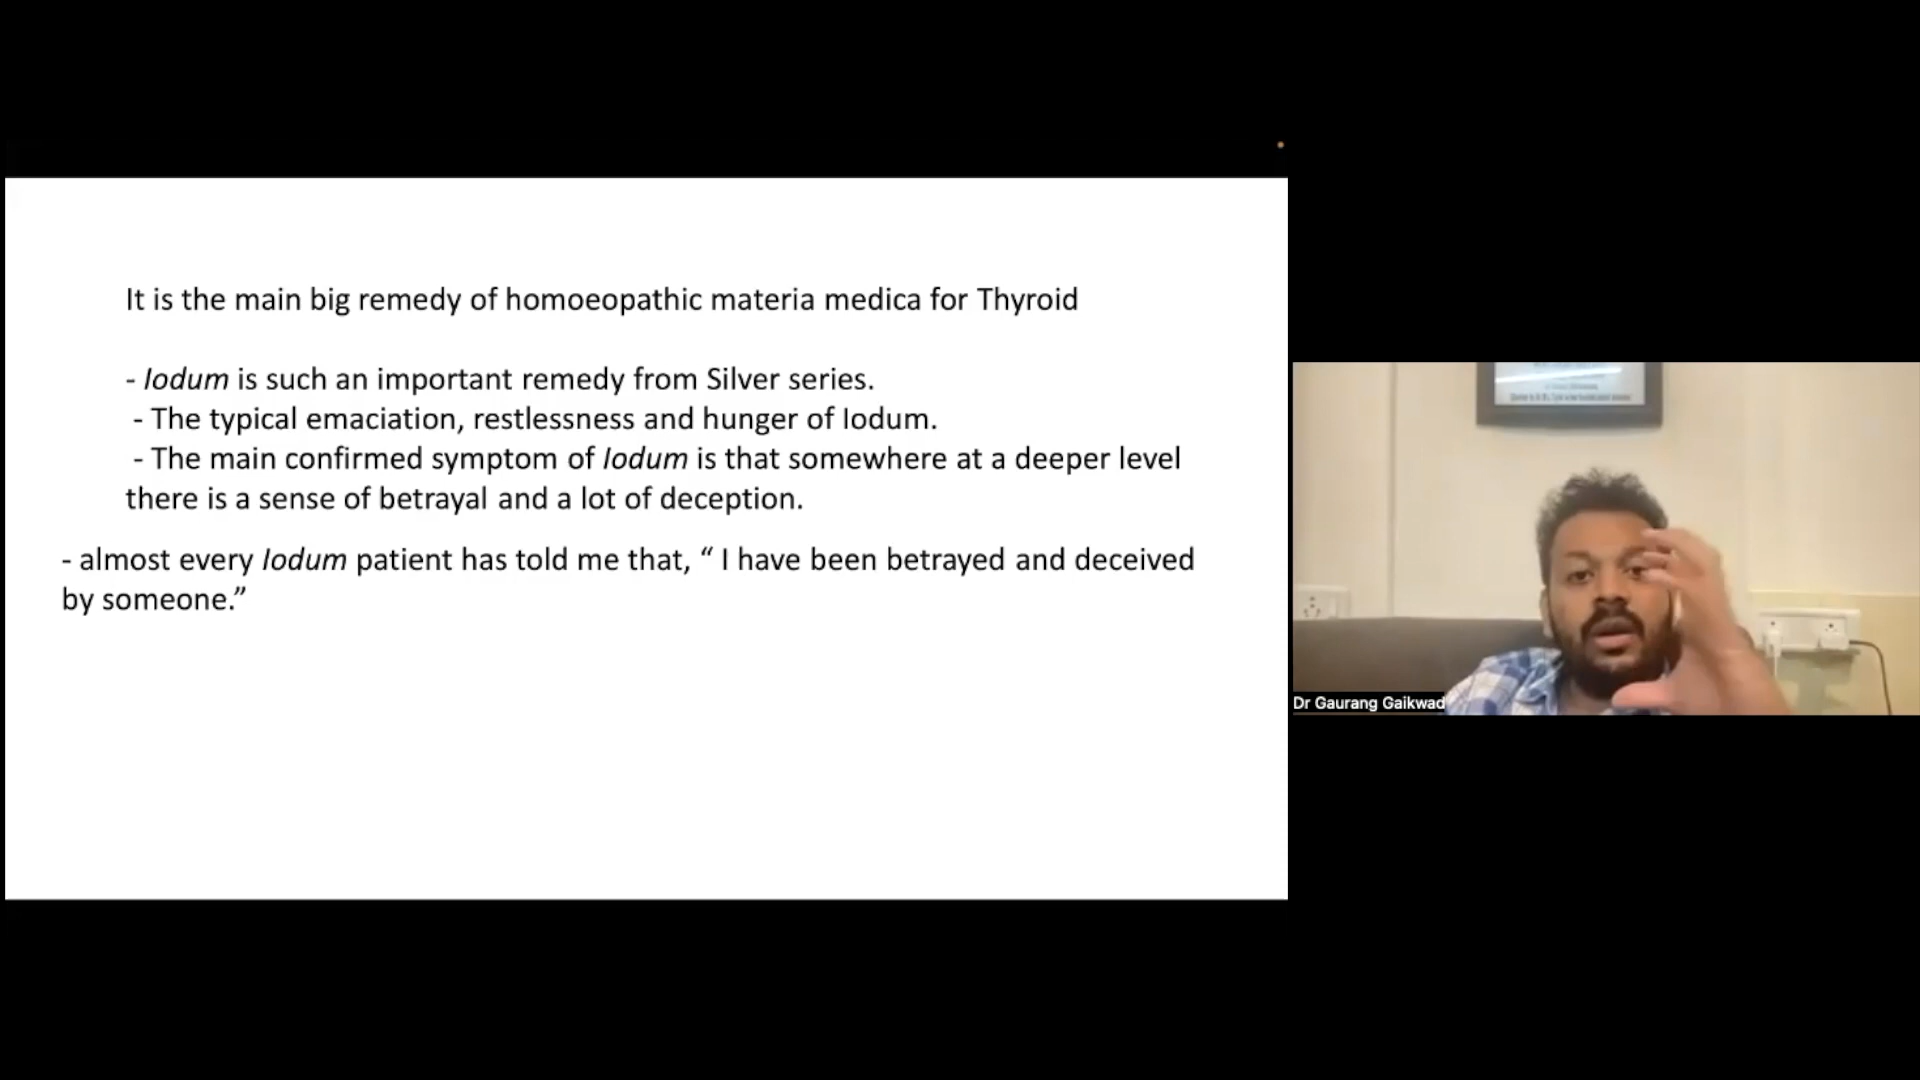 It is the main big remedy of homoeopathic materia medica for Thyroid
- Iodum is such an important remedy from Silver series.
- The typical emaciation, restlessness and hunger of Iodum.
- The main confirmed symptom of Iodum is that somewhere at a deeper level
there is a sense of betrayal and a lot of deception.
- almost every Iodum patient has told me that, “ I have been betrayed and deceived
by someone.”
Dr Gaurang Gaikwad